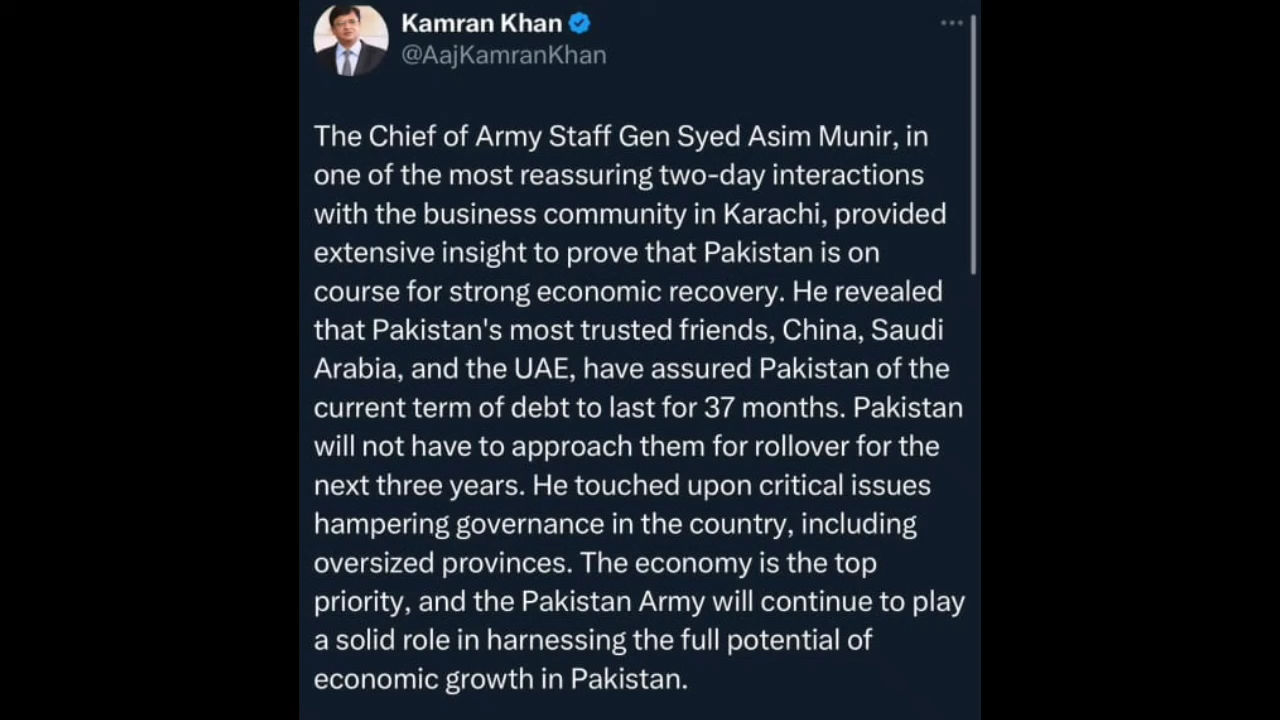 Kamran Khan
@AajKamranKhan
The Chief of Army Staff Gen Syed Asim Munir, in
one of the most reassuring two-day interactions
with the business community in Karachi, provided
extensive insight to prove that Pakistan is on
course for strong economic recovery. He revealed
that Pakistan's most trusted friends, China, Saudi
Arabia, and the UAE, have assured Pakistan of the
current term of debt to last for 37 months. Pakistan
will not have to approach them for rollover for the
next three years. He touched upon critical issues
hampering governance in the country, including
oversized provinces. The economy is the top
priority, and the Pakistan Army will continue to play
a solid role in harnessing the full potential of
economic growth in Pakistan.